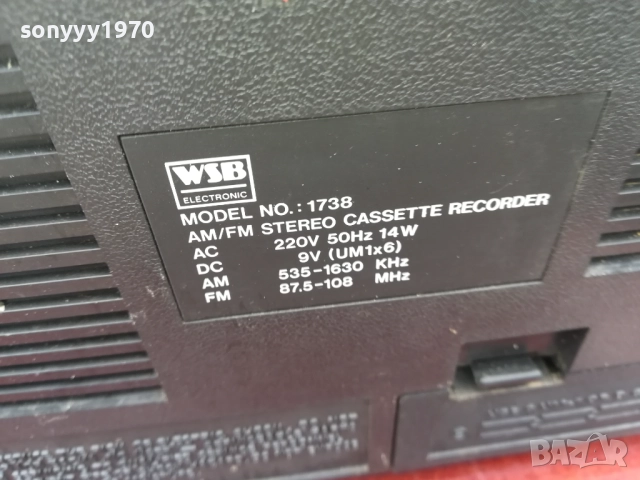 sonyyy1970
WSB
ELECTRONIC
MODEL NO.: 1738
AM/FM STEREO CASSETTE RECORDER
AC 220V 50Hz 14W
DC 9V (UM1x6)
AM 535-1630 KHz
FM 87.5-108 MHz
BAZAR